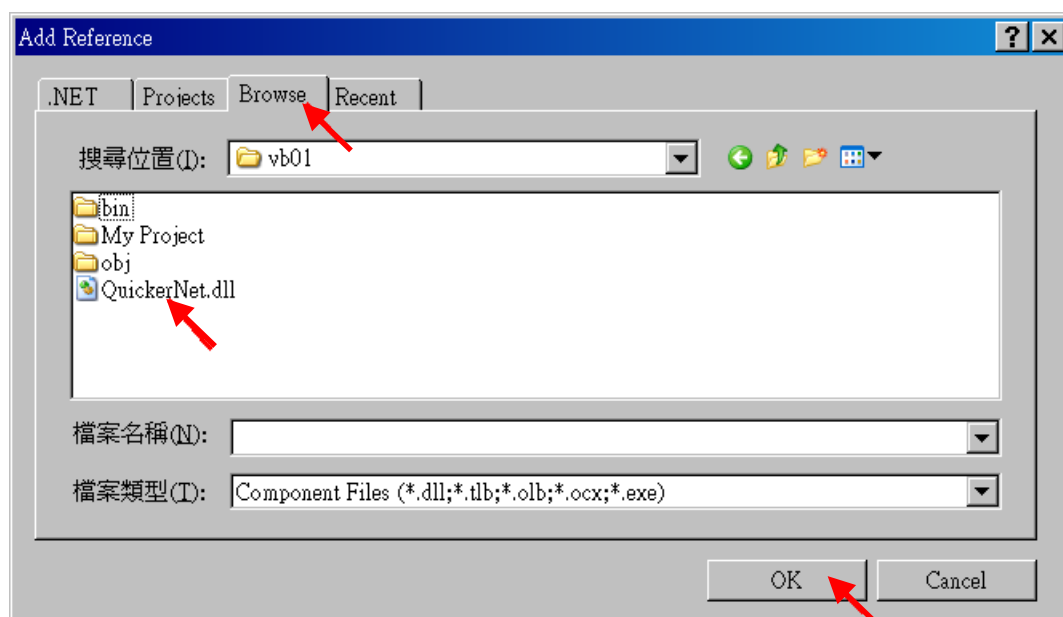 Add Reference
.NET Projects Browse Recent
搜尋位置(I): vb01
bin
My Project
obj
QuickerNet.dll
檔案名稱(N):
檔案類型(T): Component Files (*.dll;*.tlb;*.olb;*.ocx;*.exe)
OK Cancel